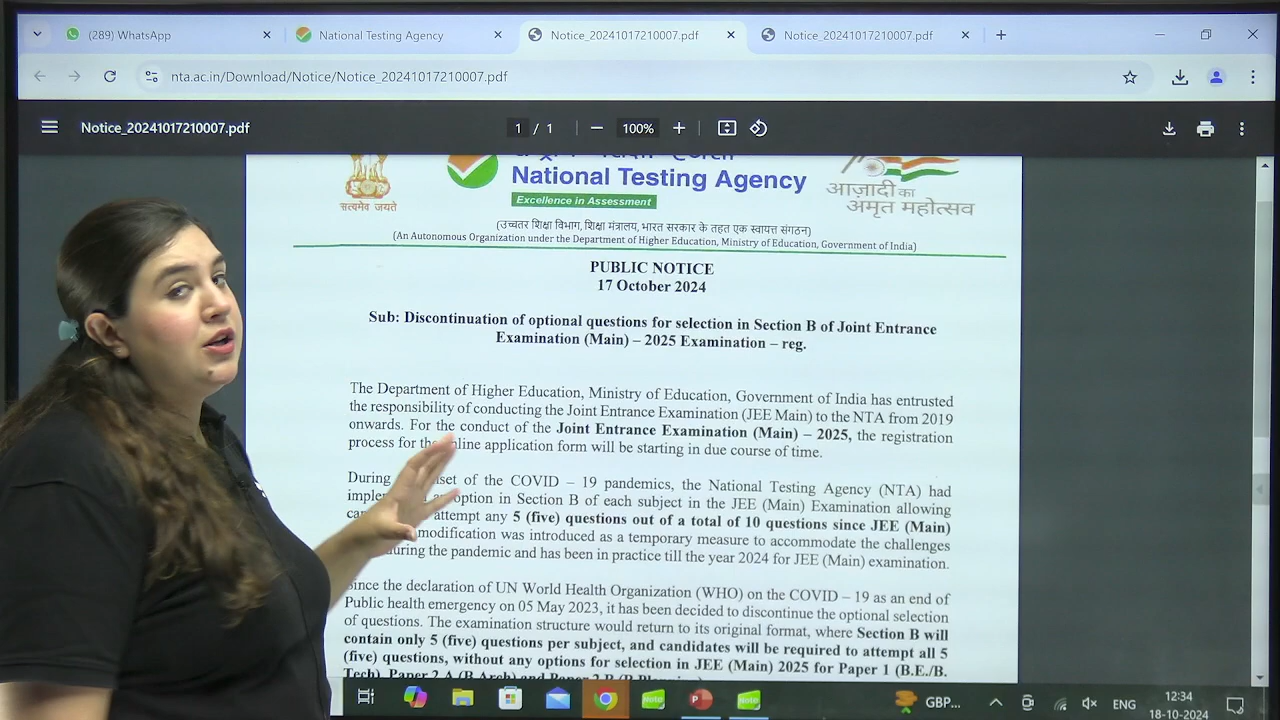 (289) WhatsApp
National Testing Agency
Notice_20241017210007.pdf
Notice_20241017210007.pdf
nta.ac.in/Download/Notice/Notice_20241017210007.pdf
Notice_20241017210007.pdf
1 / 1
100%
National Testing Agency
Excellence in Assessment
सत्यमेव जयते
आज़ादी का
अमृत महोत्सव
(उच्चतर शिक्षा विभाग, शिक्षा मंत्रालय, भारत सरकार के तहत एक स्वायत्त संगठन)
(An Autonomous Organization under the Department of Higher Education, Ministry of Education, Government of India)
PUBLIC NOTICE
17 October 2024
Sub: Discontinuation of optional questions for selection in Section B of Joint Entrance
Examination (Main) – 2025 Examination – reg.
The Department of Higher Education, Ministry of Education, Government of India has entrusted
the responsibility of conducting the Joint Entrance Examination (JEE Main) to the NTA from 2019
onwards. For the conduct of the Joint Entrance Examination (Main) – 2025, the registration
process for the online application form will be starting in due course of time.
During of the COVID – 19 pandemics, the National Testing Agency (NTA) had
option in Section B of each subject in the JEE (Main) Examination allowing
attempt any 5 (five) questions out of a total of 10 questions since JEE (Main)
modification was introduced as a temporary measure to accommodate the challenges
during the pandemic and has been in practice till the year 2024 for JEE (Main) examination.
Since the declaration of UN World Health Organization (WHO) on the COVID – 19 as an end of
Public health emergency on 05 May 2023, it has been decided to discontinue the optional selection
of questions. The examination structure would return to its original format, where Section B will
contain only 5 (five) questions per subject, and candidates will be required to attempt all 5
(five) questions, without any options for selection in JEE (Main) 2025 for Paper 1 (B.E./B.
Tech), Paper 2 A (B.Arch) and Paper 2 B (B.Planning)
Note
Note
GBP...
ENG
12:34
18-10-2024